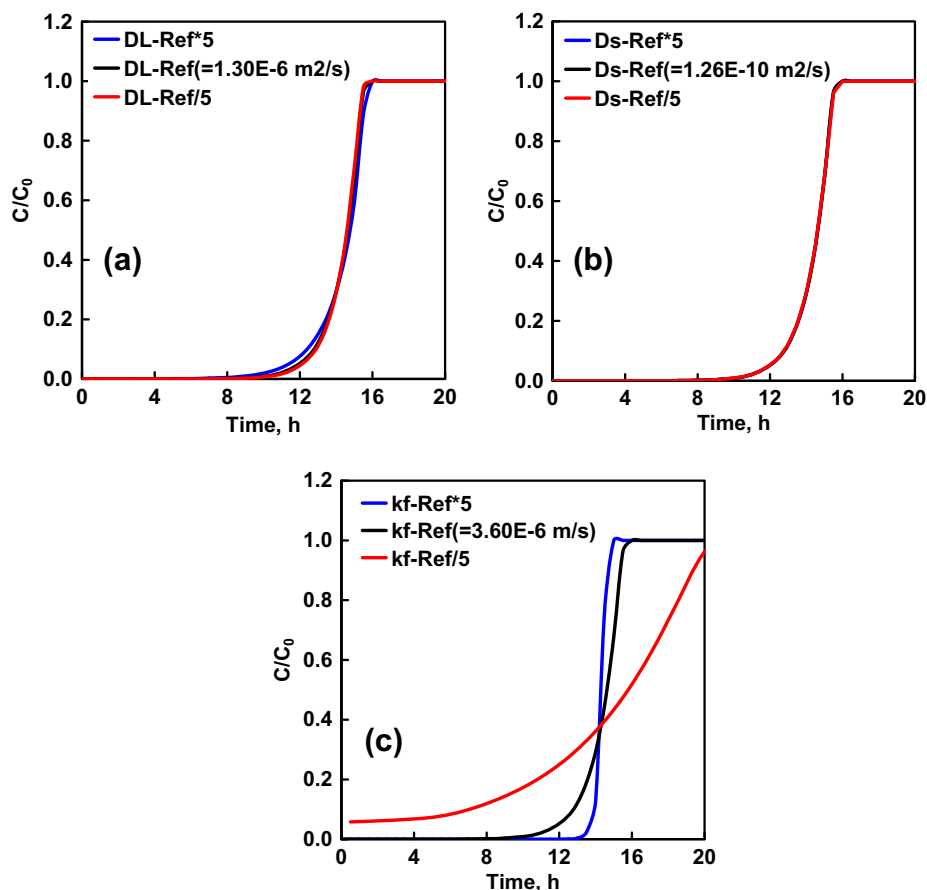 1.2
1.0
0.8
0.6
0.4
0.2
0.0
C/C0
DL-Ref*5
DL-Ref(=1.30E-6 m2/s)
DL-Ref/5
(a)
0 4 8 12 16 20
Time, h
1.2
1.0
0.8
0.6
0.4
0.2
0.0
C/C0
Ds-Ref*5
Ds-Ref(=1.26E-10 m2/s)
Ds-Ref/5
(b)
0 4 8 12 16 20
Time, h
1.2
1.0
0.8
0.6
0.4
0.2
0.0
C/C0
kf-Ref*5
kf-Ref(=3.60E-6 m/s)
kf-Ref/5
(c)
0 4 8 12 16 20
Time, h